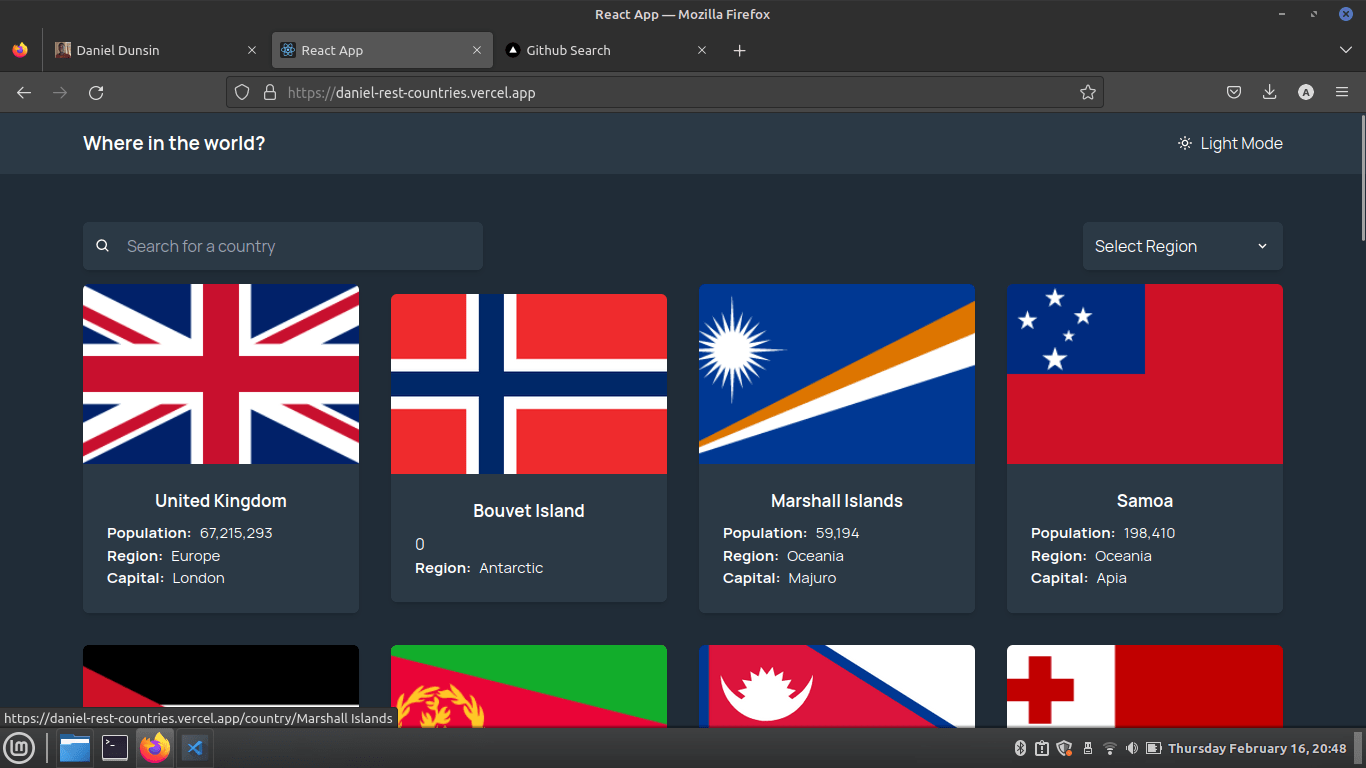 React App — Mozilla Firefox
Daniel Dunsin
React App
Github Search
https://daniel-rest-countries.vercel.app
A
Where in the world?
Light Mode
Search for a country
Select Region
United Kingdom
Population: 67,215,293
Region: Europe
Capital: London
Bouvet Island
0
Region: Antarctic
Marshall Islands
Population: 59,194
Region: Oceania
Capital: Majuro
Samoa
Population: 198,410
Region: Oceania
Capital: Apia
https://daniel-rest-countries.vercel.app/country/Marshall Islands
Thursday February 16, 20:48